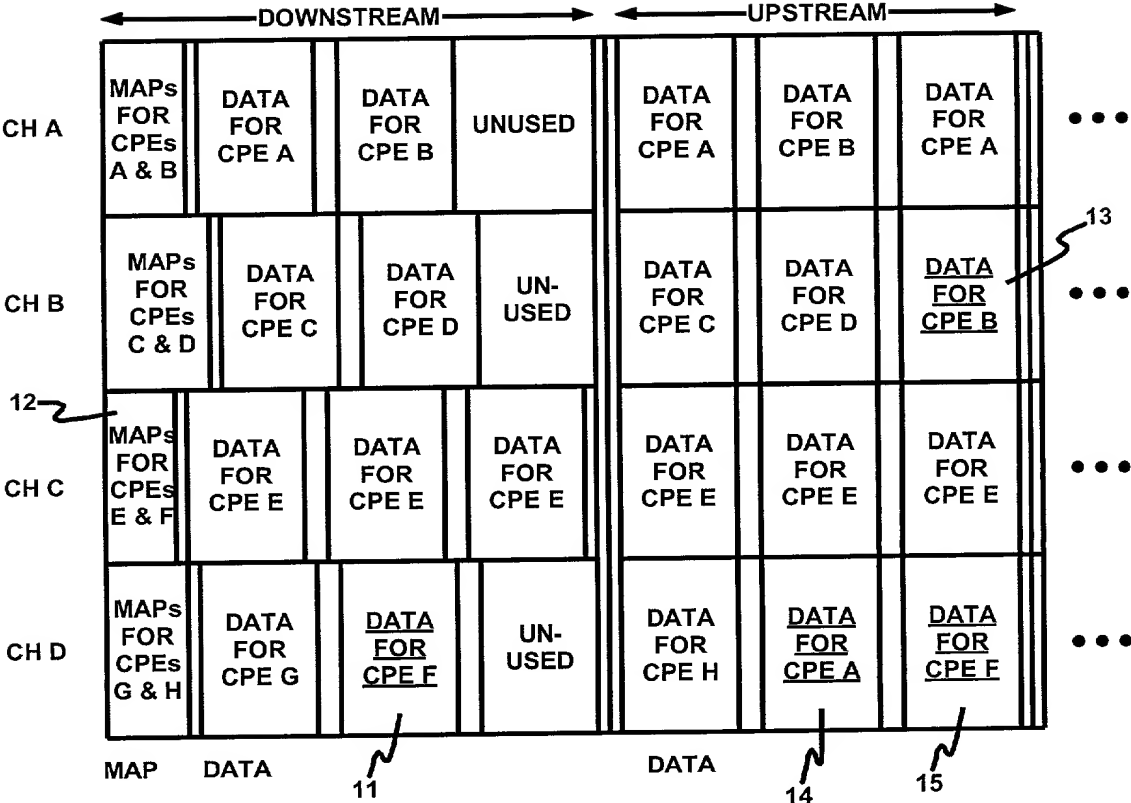 DOWNSTREAM
UPSTREAM
CH A
MAPs
FOR
CPEs
A & B
DATA
FOR
CPE A
DATA
FOR
CPE B
UNUSED
DATA
FOR
CPE A
DATA
FOR
CPE B
DATA
FOR
CPE A
13
CH B
MAPs
FOR
CPEs
C & D
DATA
FOR
CPE C
DATA
FOR
CPE D
UN-
USED
DATA
FOR
CPE C
DATA
FOR
CPE D
DATA
FOR
CPE B
12
CH C
MAPs
FOR
CPEs
E & F
DATA
FOR
CPE E
DATA
FOR
CPE E
DATA
FOR
CPE E
DATA
FOR
CPE E
DATA
FOR
CPE E
DATA
FOR
CPE E
CH D
MAPs
FOR
CPEs
G & H
DATA
FOR
CPE G
DATA
FOR
CPE F
UN-
USED
DATA
FOR
CPE H
DATA
FOR
CPE A
DATA
FOR
CPE F
MAP
DATA
11
DATA
14
15